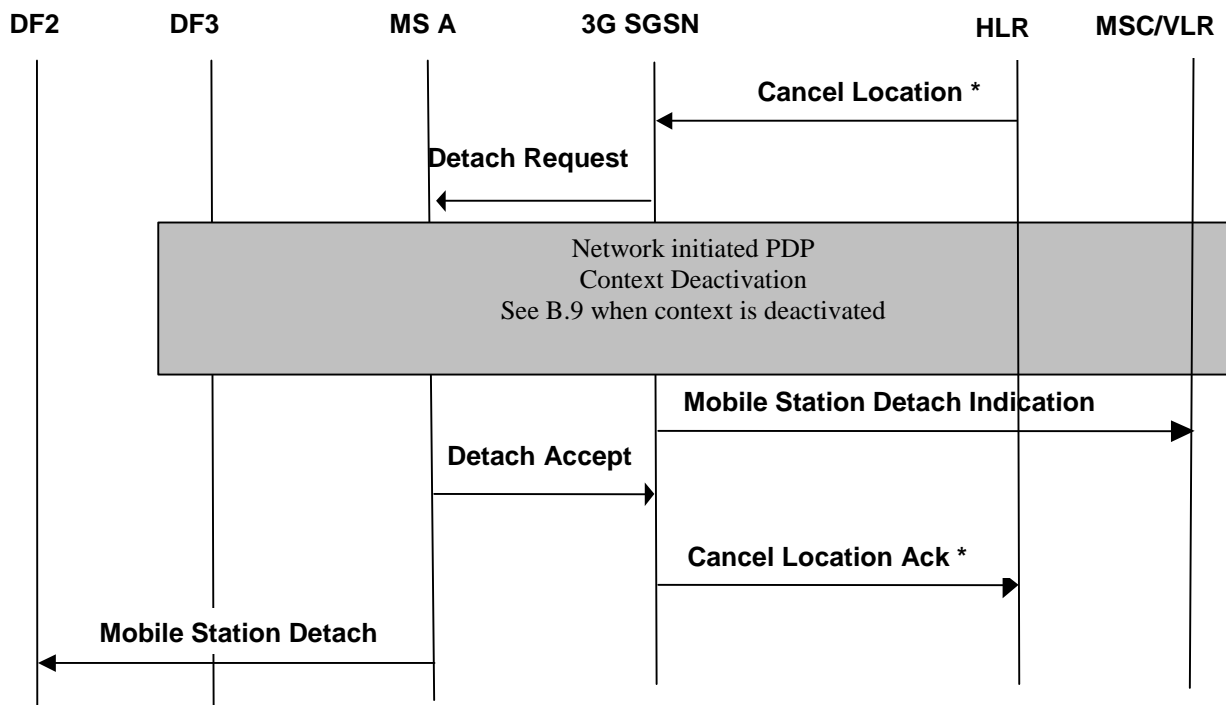 DF2 DF3 MS A 3G SGSN HLR MSC/VLR
Cancel Location *
Detach Request
Network initiated PDP
Context Deactivation
See B.9 when context is deactivated
Mobile Station Detach Indication
Detach Accept
Cancel Location Ack *
Mobile Station Detach